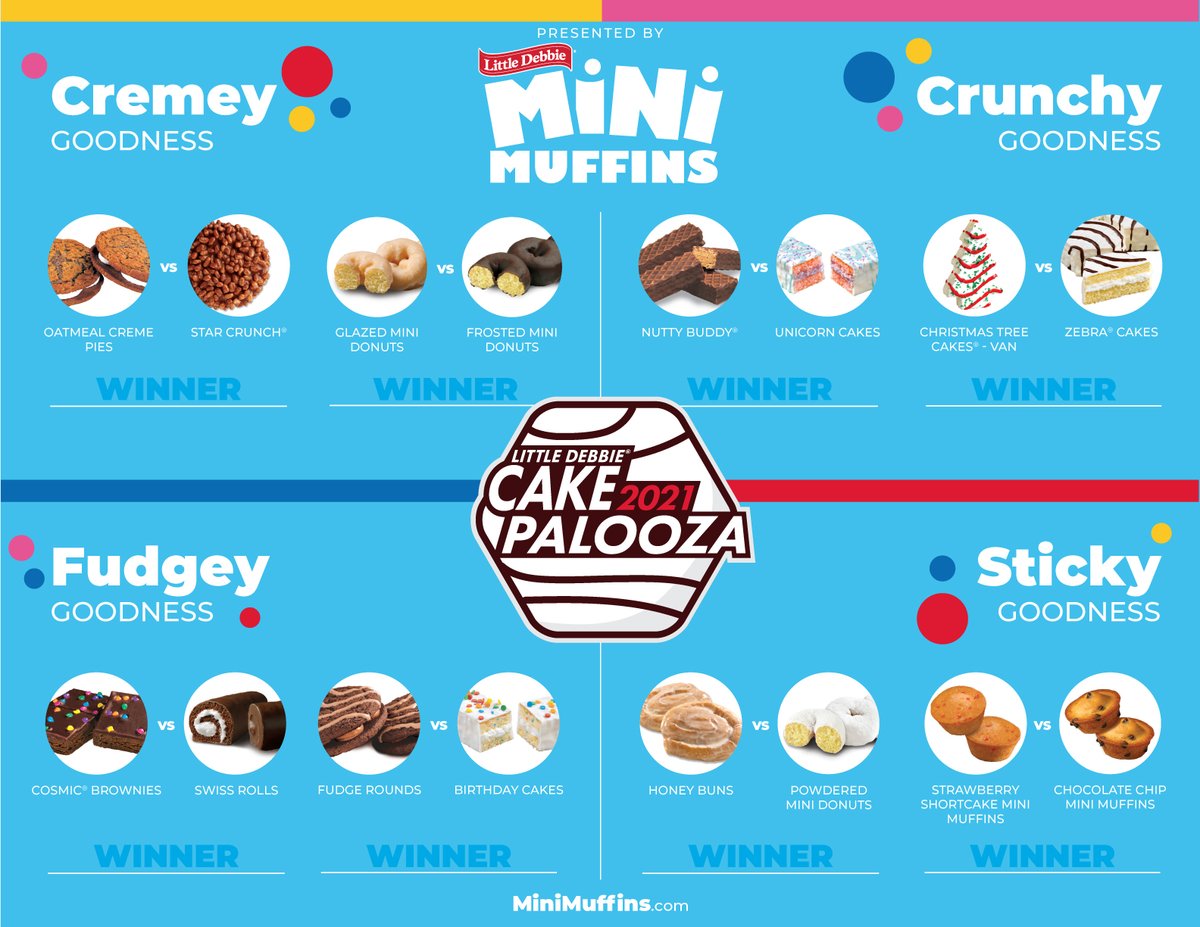 PRESENTED BY
Little Debbie®
MiNi
MUFFINS
Cremey
GOODNESS
Crunchy
GOODNESS
OATMEAL CREME
PIES
vs
STAR CRUNCH®
GLAZED MINI
DONUTS
vs
FROSTED MINI
DONUTS
NUTTY BUDDY®
vs
UNICORN CAKES
CHRISTMAS TREE
CAKES® - VAN
vs
ZEBRA® CAKES
WINNER
WINNER
WINNER
WINNER
LITTLE DEBBIE®
CAKE 2021
PALOOZA
Fudgey
GOODNESS
Sticky
GOODNESS
COSMIC® BROWNIES
vs
SWISS ROLLS
FUDGE ROUNDS
vs
BIRTHDAY CAKES
HONEY BUNS
vs
POWDERED
MINI DONUTS
STRAWBERRY
SHORTCAKE MINI
MUFFINS
vs
CHOCOLATE CHIP
MINI MUFFINS
WINNER
WINNER
WINNER
WINNER
MiniMuffins.com